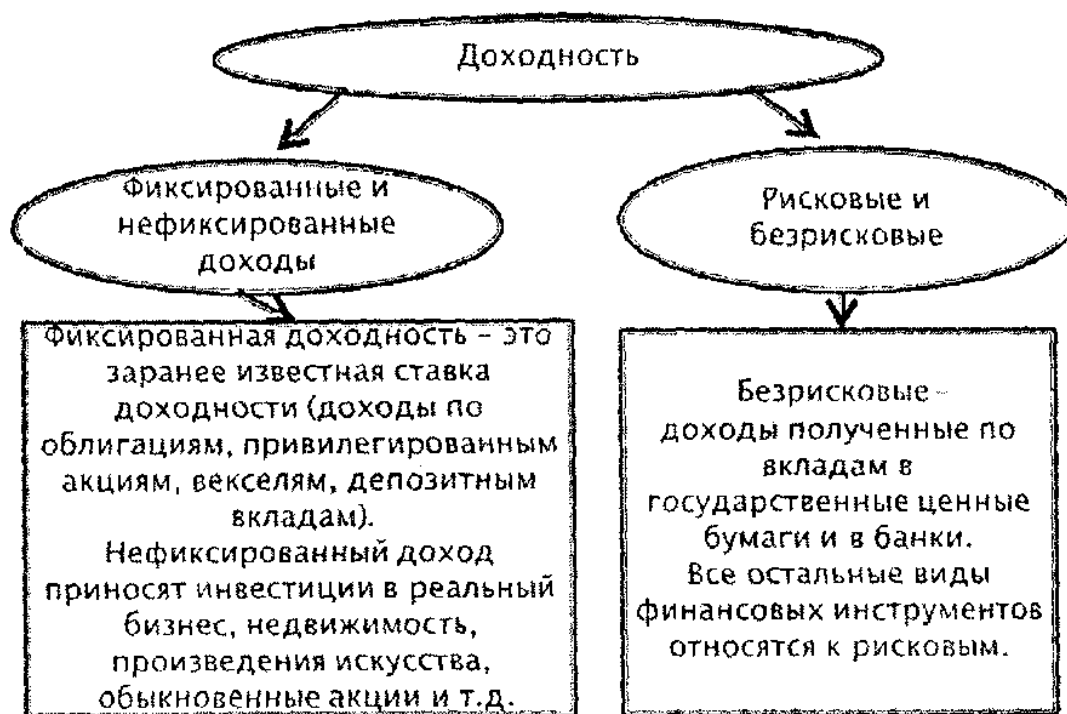 Доходность
Фиксированные и
нефиксированные
доходы
Рисковые и
безрисковые
Фиксированная доходность – это
заранее известная ставка
доходности (доходы по
облигациям, привилегированным
акциям, векселям, депозитным
вкладам).
Нефиксированный доход
приносят инвестиции в реальный
бизнес, недвижимость,
произведения искусства,
обыкновенные акции и т.д.
Безрисковые –
доходы полученные по
вкладам в
государственные ценные
бумаги и в банки.
Все остальные виды
финансовых инструментов
относятся к рисковым.